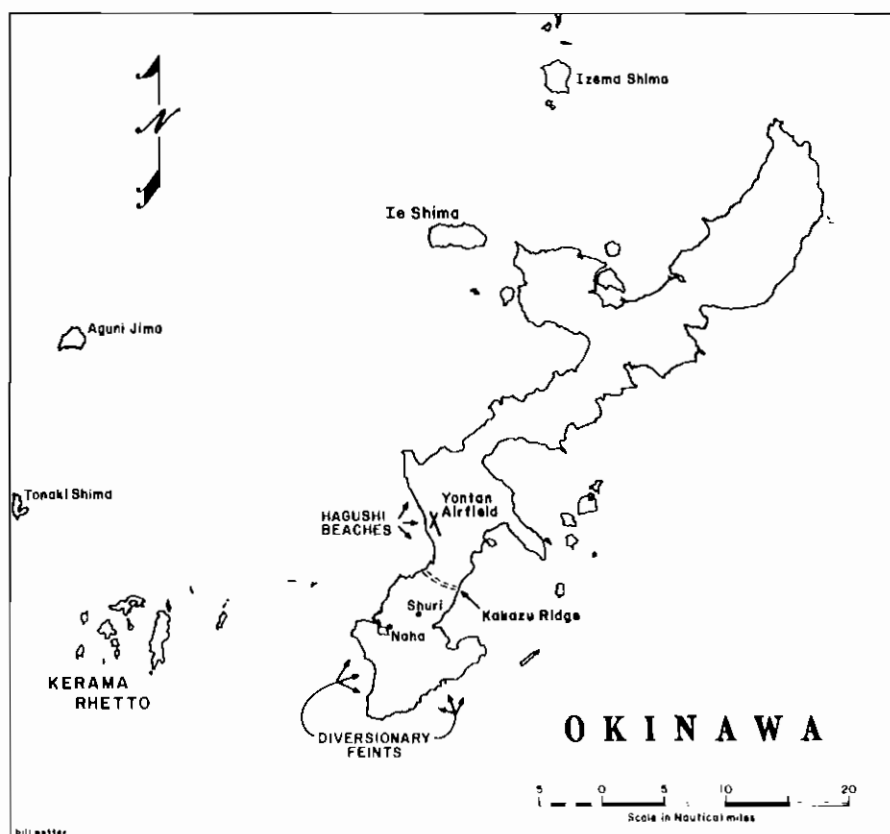 N
Izema Shima
Ie Shima
Aguni Jima
Tonaki Shima
HAGUSHI
BEACHES
Yontan
Airfield
Shuri
Naha
Kakazu Ridge
KERAMA
RHETTO
DIVERSIONARY
FEINTS
OKINAWA
5 0 5 10 20
Scale in Nautical miles